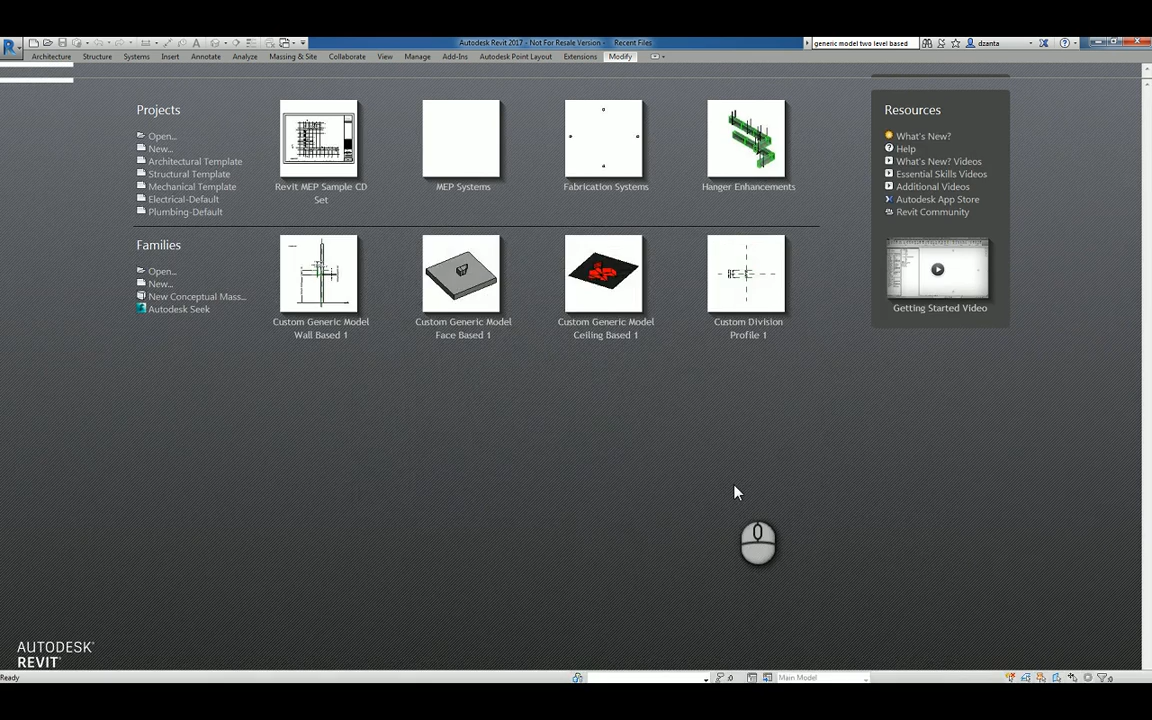 Autodesk Revit 2017 - Not For Resale Version - Recent Files
generic model two level based
dzanta
Architecture Structure Systems Insert Annotate Analyze Massing & Site Collaborate View Manage Add-Ins Autodesk Point Layout Extensions Modify
Projects
Open...
New...
Architectural Template
Structural Template
Mechanical Template
Electrical-Default
Plumbing-Default
Revit MEP Sample CD
Set
MEP Systems
Fabrication Systems
Hanger Enhancements
Families
Open...
New...
New Conceptual Mass...
Autodesk Seek
Custom Generic Model
Wall Based 1
Custom Generic Model
Face Based 1
Custom Generic Model
Ceiling Based 1
Custom Division
Profile 1
Resources
What's New?
Help
What's New? Videos
Essential Skills Videos
Additional Videos
Autodesk App Store
Revit Community
Getting Started Video
AUTODESK®
REVIT®
Ready
:0
Main Model
:0